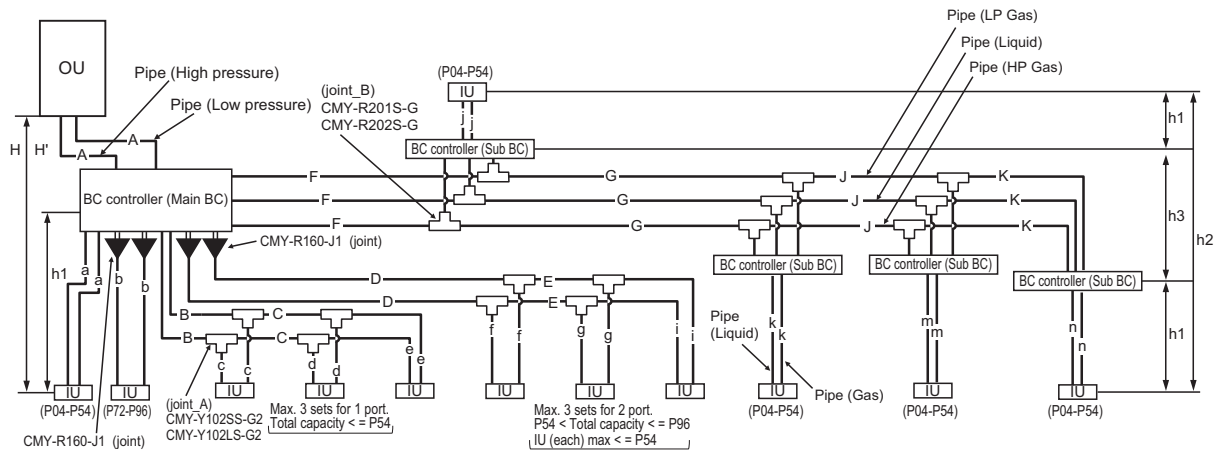 OU
Pipe (High pressure)
Pipe (Low pressure)
H
H'
A
A
BC controller (Main BC)
h1
CMY-R160-J1 (joint)
(joint_B)
CMY-R201S-G
CMY-R202S-G
(P04-P54)
IU
j
j
BC controller (Sub BC)
Pipe (LP Gas)
Pipe (Liquid)
Pipe (HP Gas)
F
G
J
K
F
G
J
K
F
G
J
K
h1
h3
h2
h1
BC controller (Sub BC)
BC controller (Sub BC)
BC controller (Sub BC)
a
a
b
b
D
E
D
E
B
C
B
C
c
c
d
d
e
e
f
f
g
g
i
i
k
k
m
m
n
n
Pipe
(Liquid)
Pipe (Gas)
IU
IU
IU
IU
IU
IU
IU
IU
IU
IU
IU
(P04-P54)
(P72-P96)
CMY-R160-J1 (joint)
(joint_A)
CMY-Y102SS-G2
CMY-Y102LS-G2
Max. 3 sets for 1 port.
Total capacity <= P54
Max. 3 sets for 2 port.
P54 < Total capacity <= P96
IU (each) max <= P54
(P04-P54)
(P04-P54)
(P04-P54)